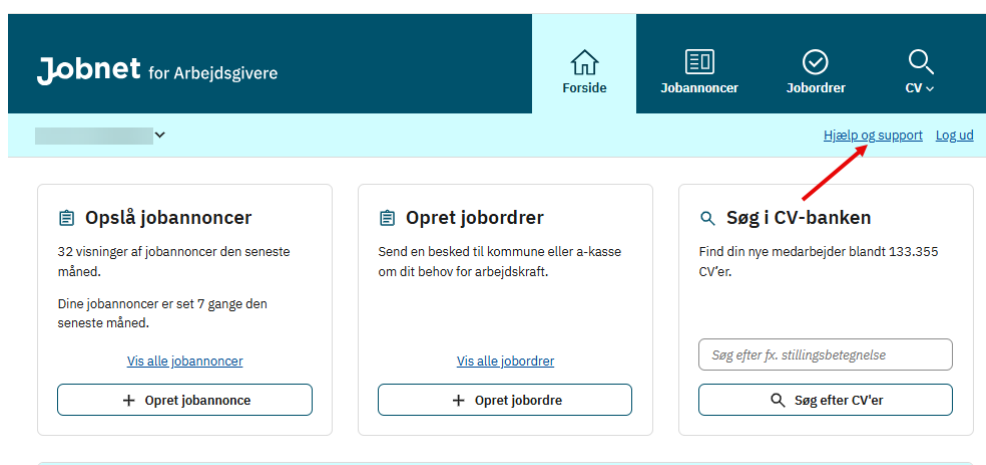 Jobnet for Arbejdsgivere
Forside
Jobannoncer
Jobordrer
CV
Hjælp og support
Log ud
Opslå jobannoncer
32 visninger af jobannoncer den seneste
måned.
Dine jobannoncer er set 7 gange den
seneste måned.
Vis alle jobannoncer
+ Opret jobannonce
Opret jobordrer
Send en besked til kommune eller a-kasse
om dit behov for arbejdskraft.
Vis alle jobordrer
+ Opret jobordre
Søg i CV-banken
Find din nye medarbejder blandt 133.355
CV'er.
Søg efter fx. stillingsbetegnelse
Søg efter CV'er